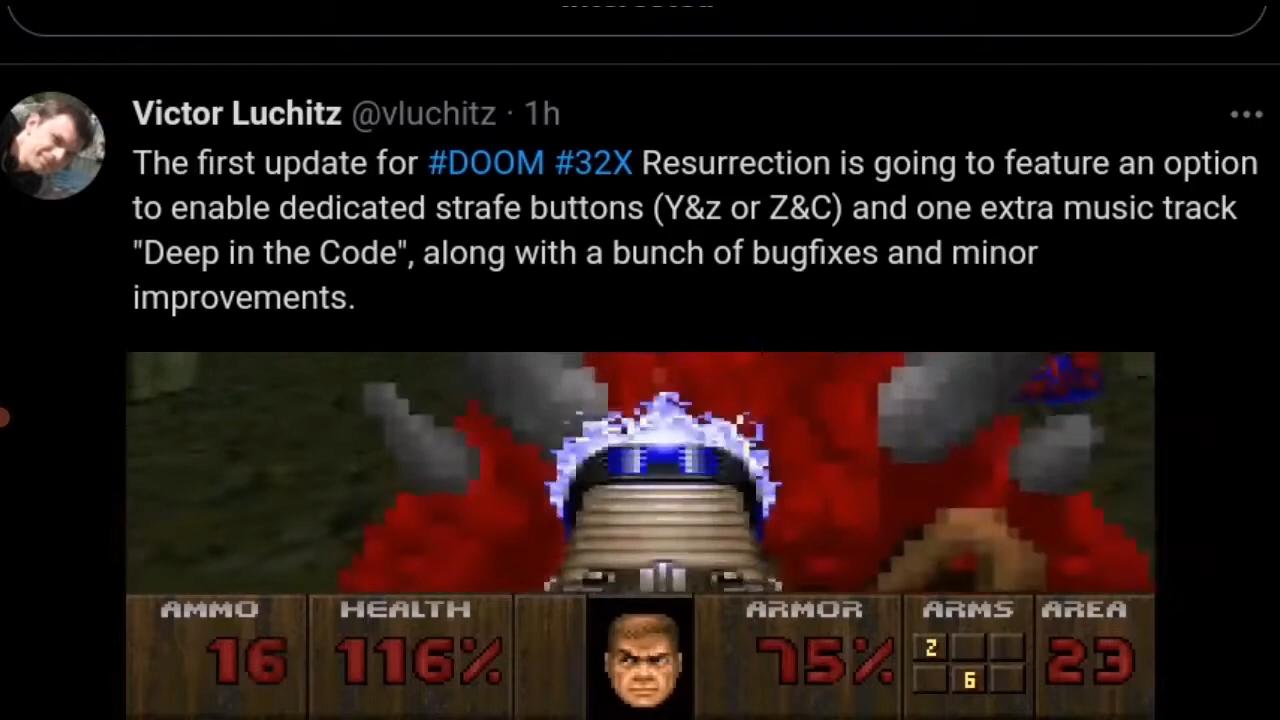 Victor Luchitz @vluchitz · 1h
The first update for #DOOM #32X Resurrection is going to feature an option
to enable dedicated strafe buttons (Y&z or Z&C) and one extra music track
"Deep in the Code", along with a bunch of bugfixes and minor
improvements.
AMMO HEALTH ARMOR ARMS AREA
16 116% 75% 2 6 23